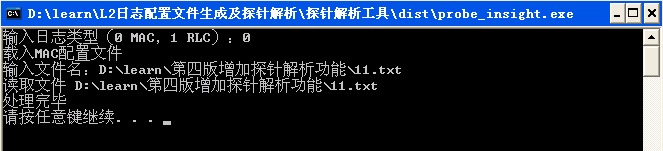 D:\learn\L2日志配置文件生成及探针解析\探针解析工具\dist\probe_insight.exe
输入日志类型（0 MAC, 1 RLC）：0
载入MAC配置文件
输入文件名：D:\learn\第四版增加探针解析功能\11.txt
读取文件 D:\learn\第四版增加探针解析功能\11.txt
处理完毕
请按任意键继续. . .